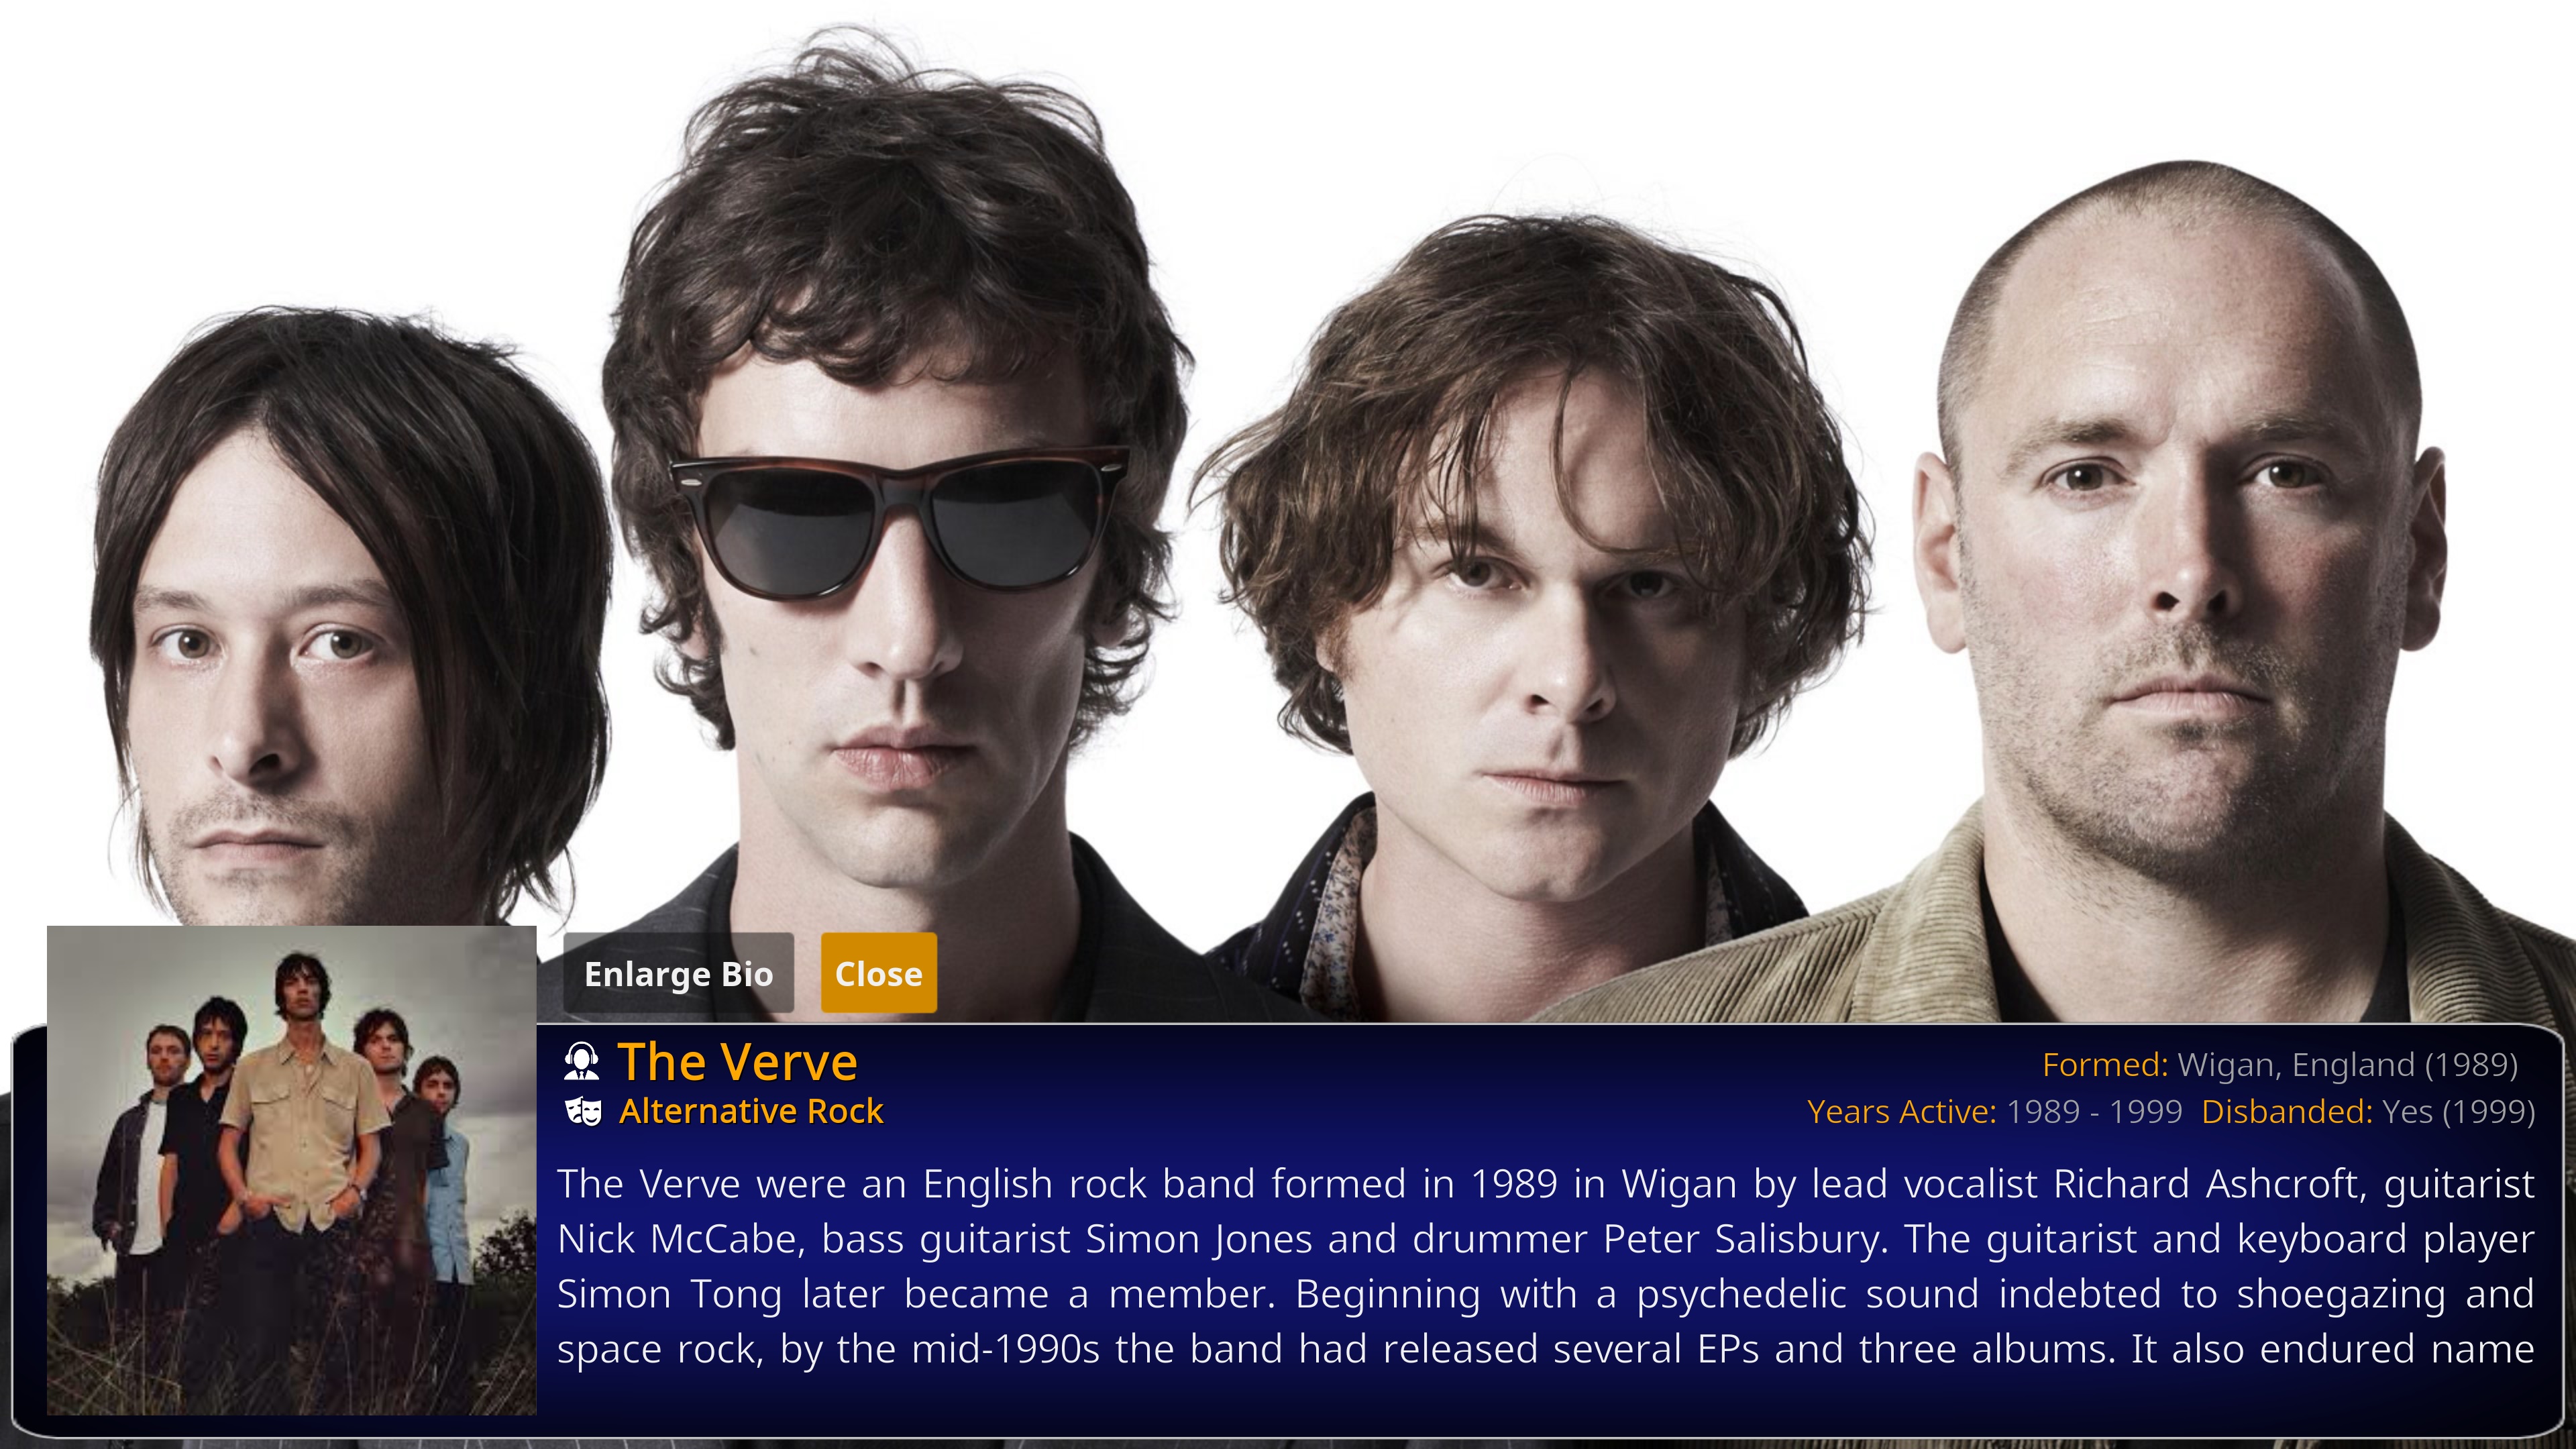 Enlarge Bio
Close
The Verve
Formed: Wigan, England (1989)
Alternative Rock
Years Active: 1989 - 1999 Disbanded: Yes (1999)
The Verve were an English rock band formed in 1989 in Wigan by lead vocalist Richard Ashcroft, guitarist
Nick McCabe, bass guitarist Simon Jones and drummer Peter Salisbury. The guitarist and keyboard player
Simon Tong later became a member. Beginning with a psychedelic sound indebted to shoegazing and
space rock, by the mid-1990s the band had released several EPs and three albums. It also endured name